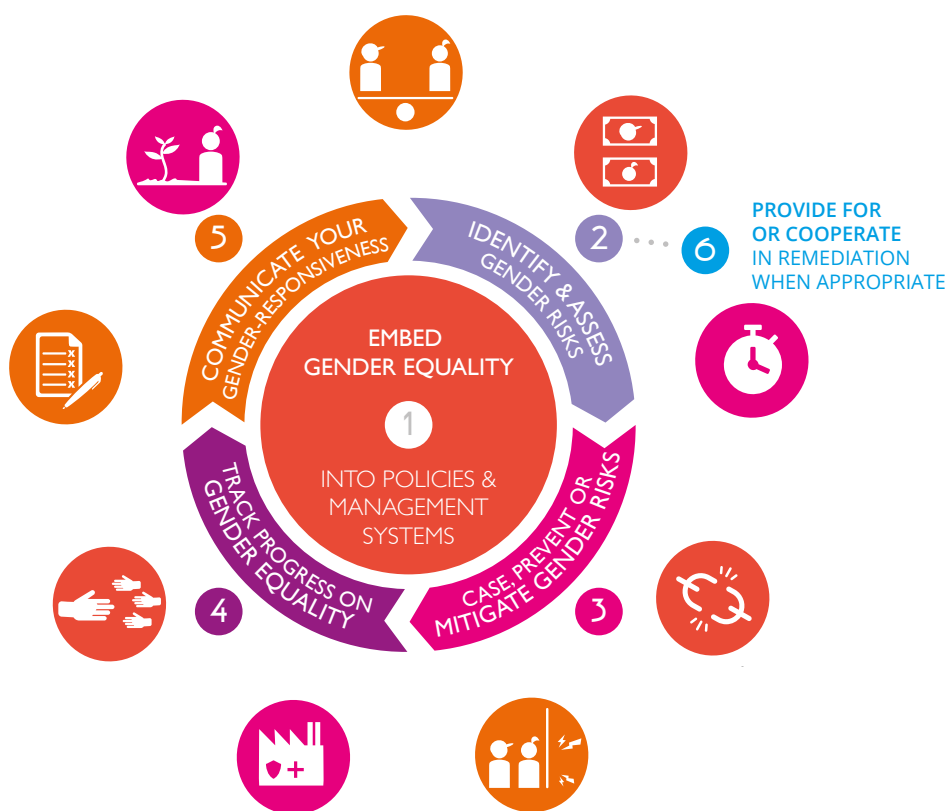 EMBED
GENDER EQUALITY
1
INTO POLICIES &
MANAGEMENT
SYSTEMS
2
IDENTIFY & ASSESS
GENDER RISKS
6
PROVIDE FOR
OR COOPERATE
IN REMEDIATION
WHEN APPROPRIATE
3
CASE, PREVENT OR
MITIGATE GENDER RISKS
4
TRACK PROGRESS ON
GENDER EQUALITY
5
COMMUNICATE YOUR
GENDER-RESPONSIVENESS
x
x
x
x